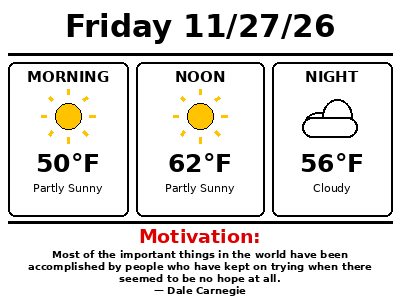 Friday 11/27/26
MORNING
50°F
Partly Sunny
NOON
62°F
Partly Sunny
NIGHT
56°F
Cloudy
Motivation:
Most of the important things in the world have been
accomplished by people who have kept on trying when there
seemed to be no hope at all.
— Dale Carnegie